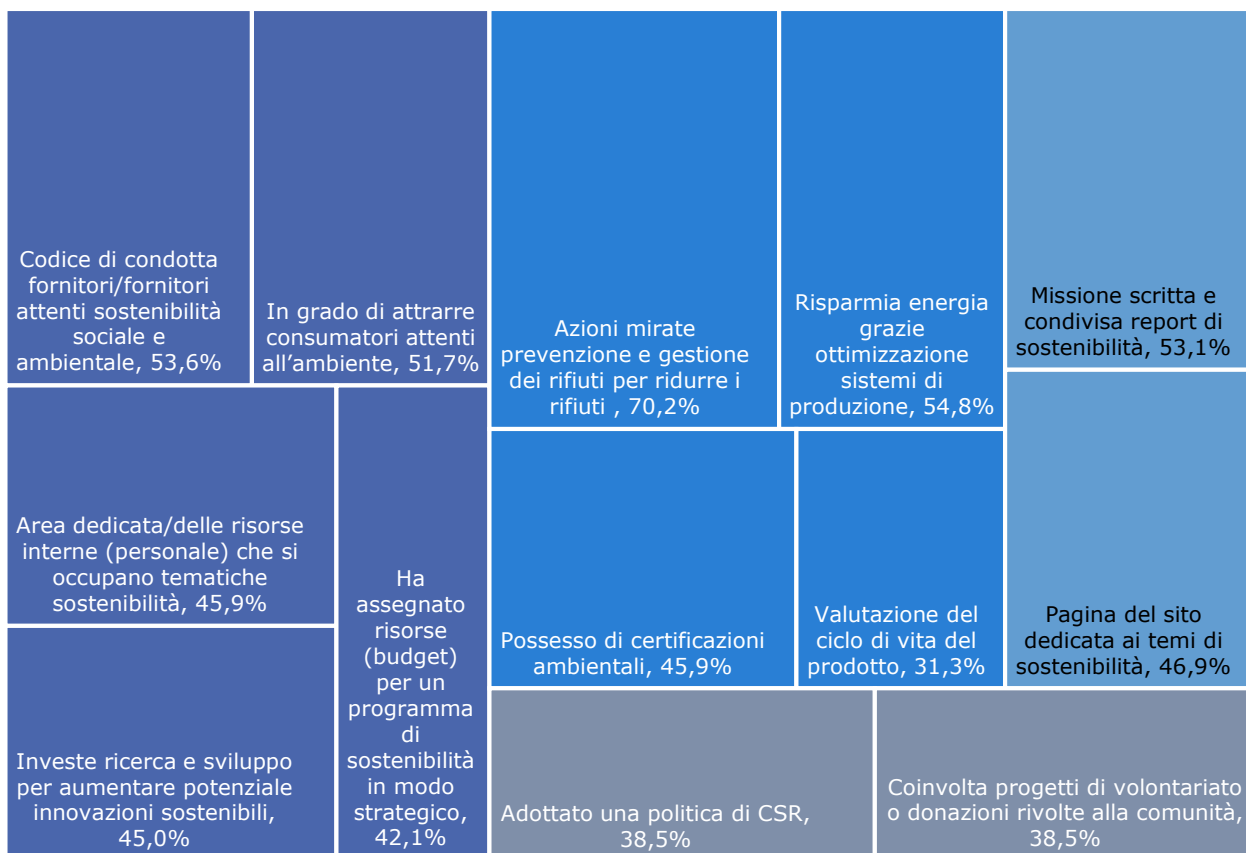 Codice di condotta
fornitori/fornitori
attenti sostenibilità
sociale e
ambientale, 53,6%
In grado di attrarre
consumatori attenti
all’ambiente, 51,7%
Area dedicata/delle risorse
interne (personale) che si
occupano tematiche
sostenibilità, 45,9%
Investe ricerca e sviluppo
per aumentare potenziale
innovazioni sostenibili,
45,0%
Ha
assegnato
risorse
(budget)
per un
programma
di
sostenibilità
in modo
strategico,
42,1%
Azioni mirate
prevenzione e gestione
dei rifiuti per ridurre i
rifiuti , 70,2%
Risparmia energia
grazie
ottimizzazione
sistemi di
produzione, 54,8%
Possesso di certificazioni
ambientali, 45,9%
Valutazione del
ciclo di vita del
prodotto, 31,3%
Missione scritta e
condivisa report di
sostenibilità, 53,1%
Pagina del sito
dedicata ai temi di
sostenibilità, 46,9%
Adottato una politica di CSR,
38,5%
Coinvolta progetti di volontariato
o donazioni rivolte alla comunità,
38,5%